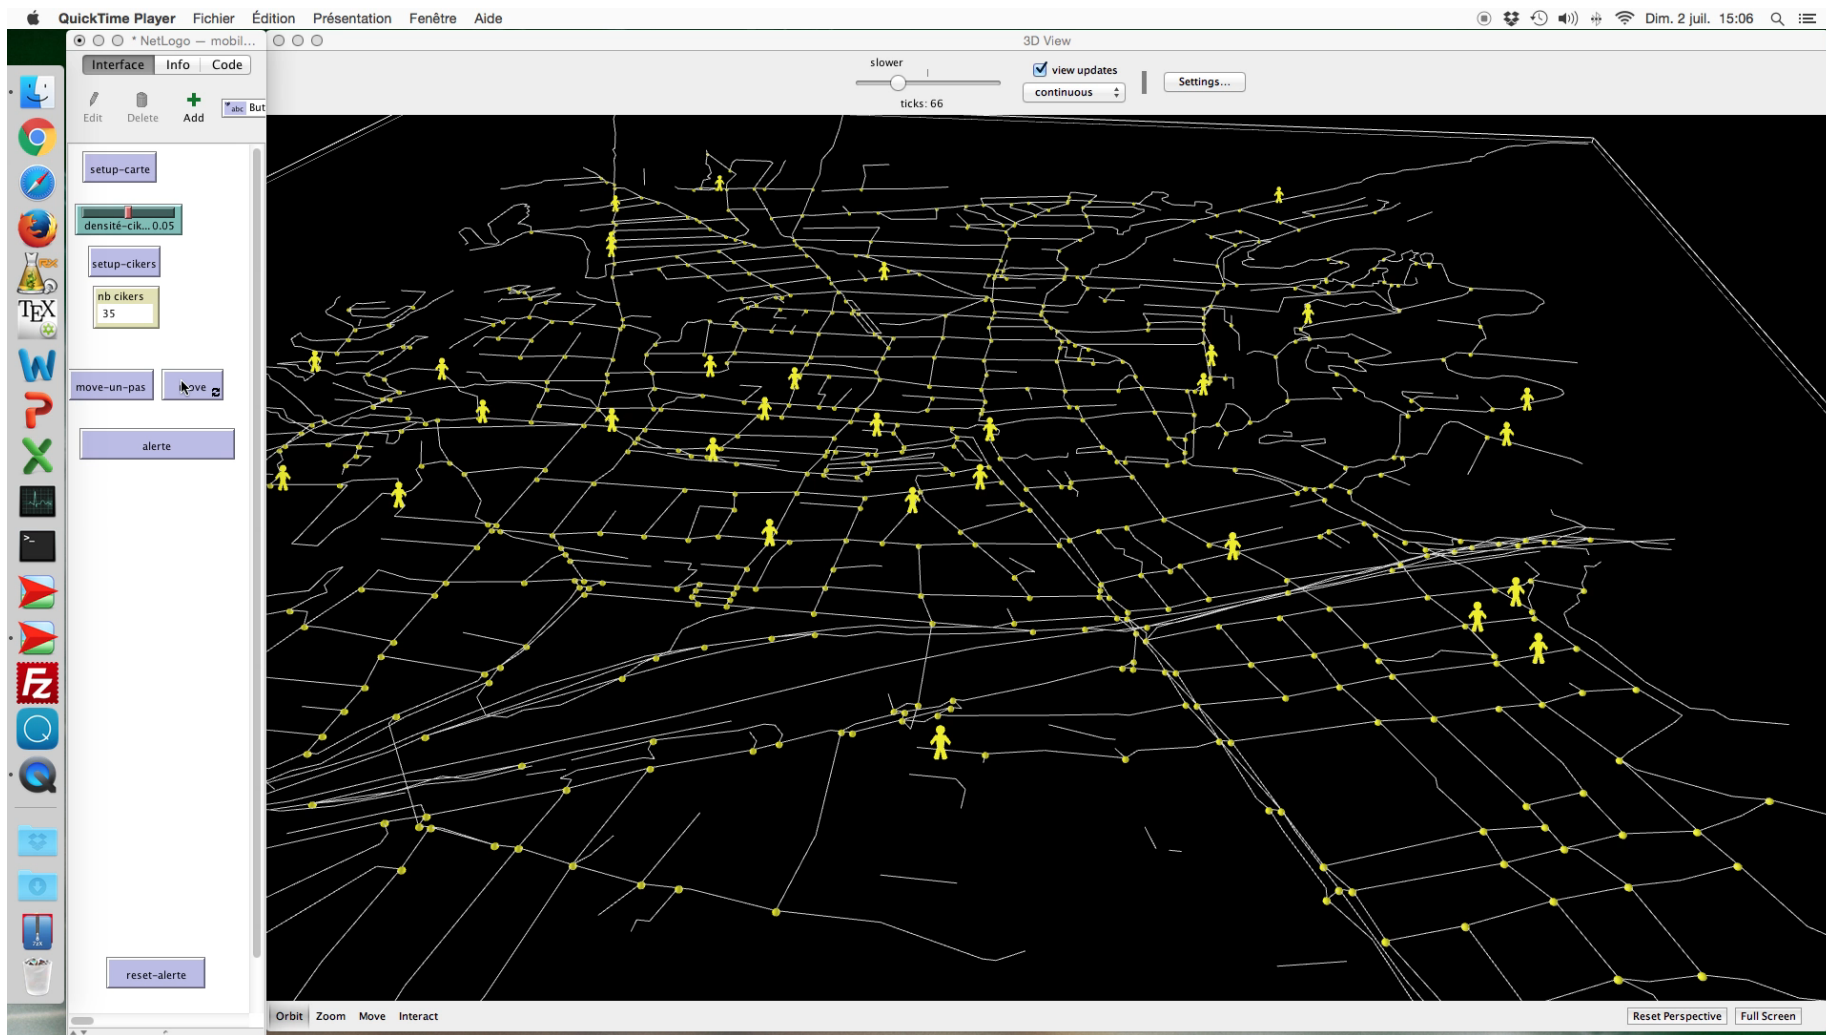 QuickTime Player Fichier Édition Présentation Fenêtre Aide Dim. 2 juil. 15:06
* NetLogo — mobil...
3D View
Interface Info Code
slower
view updates
continuous
Settings...
ticks: 66
Edit Delete Add
abc But
setup-carte
densité-cik... 0.05
setup-cikers
nb cikers
35
move-un-pas
alerte
reset-alerte
TEX
Orbit Zoom Move Interact
Reset Perspective Full Screen